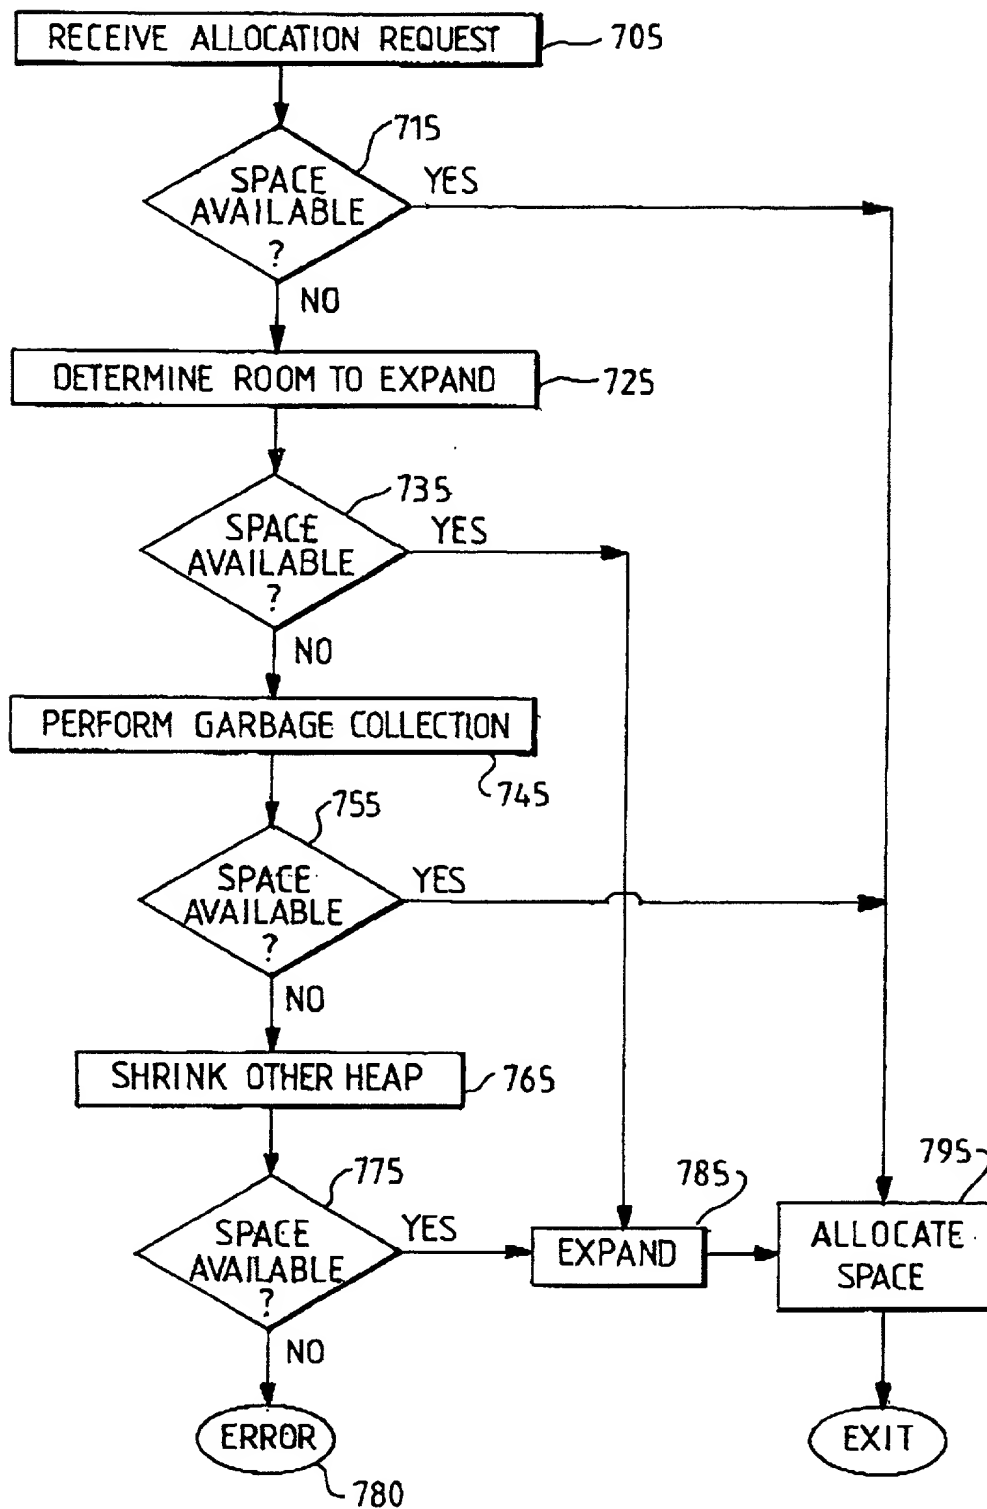 RECEIVE ALLOCATION REQUEST
705
715
SPACE
AVAILABLE
?
YES
NO
DETERMINE ROOM TO EXPAND
725
735
SPACE
AVAILABLE
?
YES
NO
PERFORM GARBAGE COLLECTION
745
755
SPACE
AVAILABLE
?
YES
NO
SHRINK OTHER HEAP
765
775
SPACE
AVAILABLE
?
YES
NO
785
EXPAND
795
ALLOCATE
SPACE
ERROR
780
EXIT